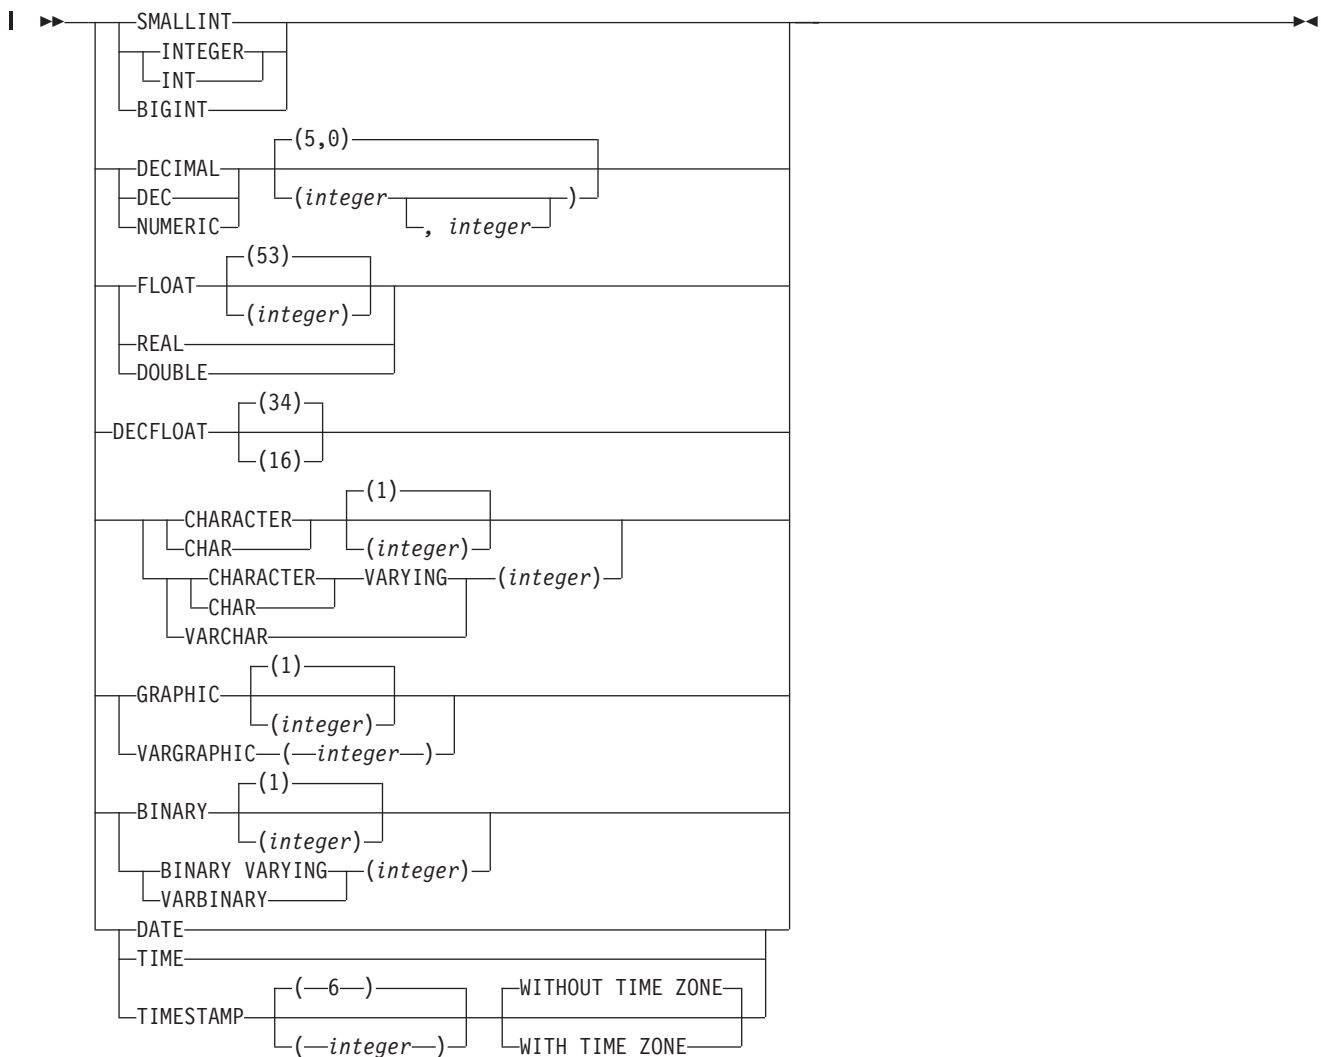 SMALLINT
INTEGER
INT
BIGINT
(5,0)
DECIMAL
DEC
(integer )
NUMERIC
, integer
(53)
FLOAT
(integer)
REAL
DOUBLE
(34)
DECFLOAT
(16)
(1)
CHARACTER
CHAR
(integer)
CHARACTER VARYING (integer)
CHAR
VARCHAR
(1)
GRAPHIC
(integer)
VARGRAPHIC ( integer )
(1)
BINARY
(integer)
BINARY VARYING (integer)
VARBINARY
DATE
TIME
( 6 ) WITHOUT TIME ZONE
TIMESTAMP
( integer ) WITH TIME ZONE